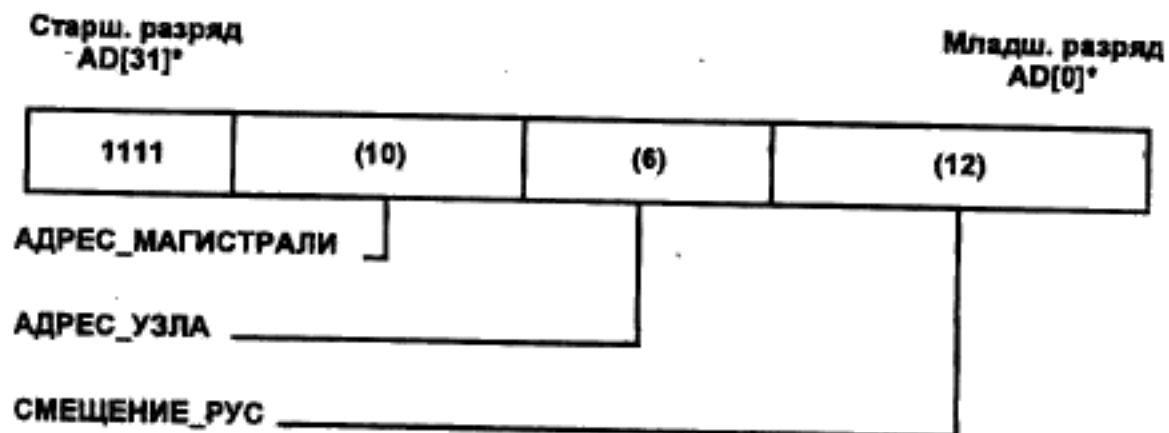 Старш. разряд
AD[31]*
Младш. разряд
AD[0]*
1111 (10) (6) (12)
АДРЕС_МАГИСТРАЛИ
АДРЕС_УЗЛА
СМЕЩЕНИЕ_РУС